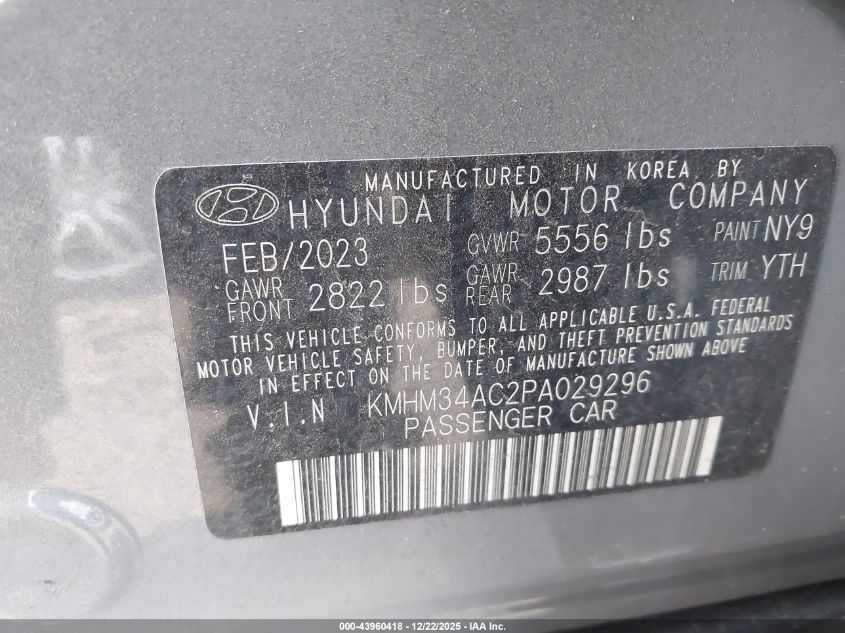 MANUFACTURED IN KOREA BY
HYUNDAI MOTOR COMPANY
FEB/2023 GVWR 5556 lbs PAINT NY9
GAWR FRONT 2822 lbs GAWR REAR 2987 lbs TRIM YTH
THIS VEHICLE CONFORMS TO ALL APPLICABLE U.S.A. FEDERAL
MOTOR VEHICLE SAFETY, BUMPER, AND THEFT PREVENTION STANDARDS
IN EFFECT ON THE DATE OF MANUFACTURE SHOWN ABOVE
V.I.N KMHM34AC2PA029296
PASSENGER CAR
000-43960418 - 12/22/2025 - IAA Inc.